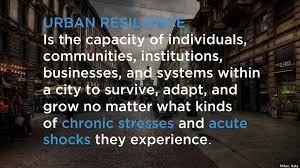 URBAN RESILIENCE
Is the capacity of individuals,
communities, institutions,
businesses, and systems within
a city to survive, adapt, and
grow no matter what kinds
of chronic stresses and acute
shocks they experience.
Milan, Italy